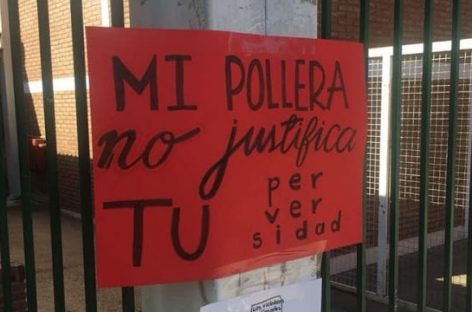 MI POLLERA
no justifica
TU per
ver
sidad